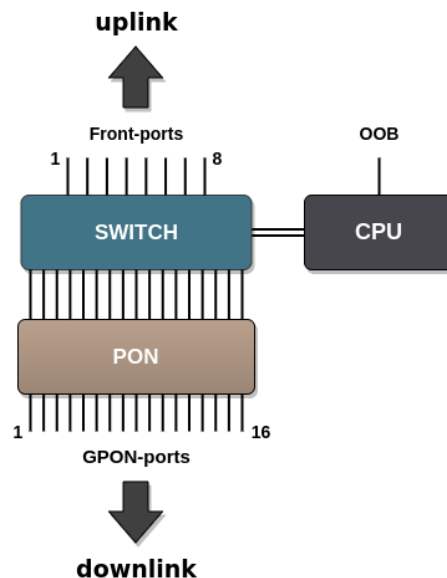 uplink
Front-ports
OOB
1
8
SWITCH
CPU
PON
1
16
GPON-ports
downlink